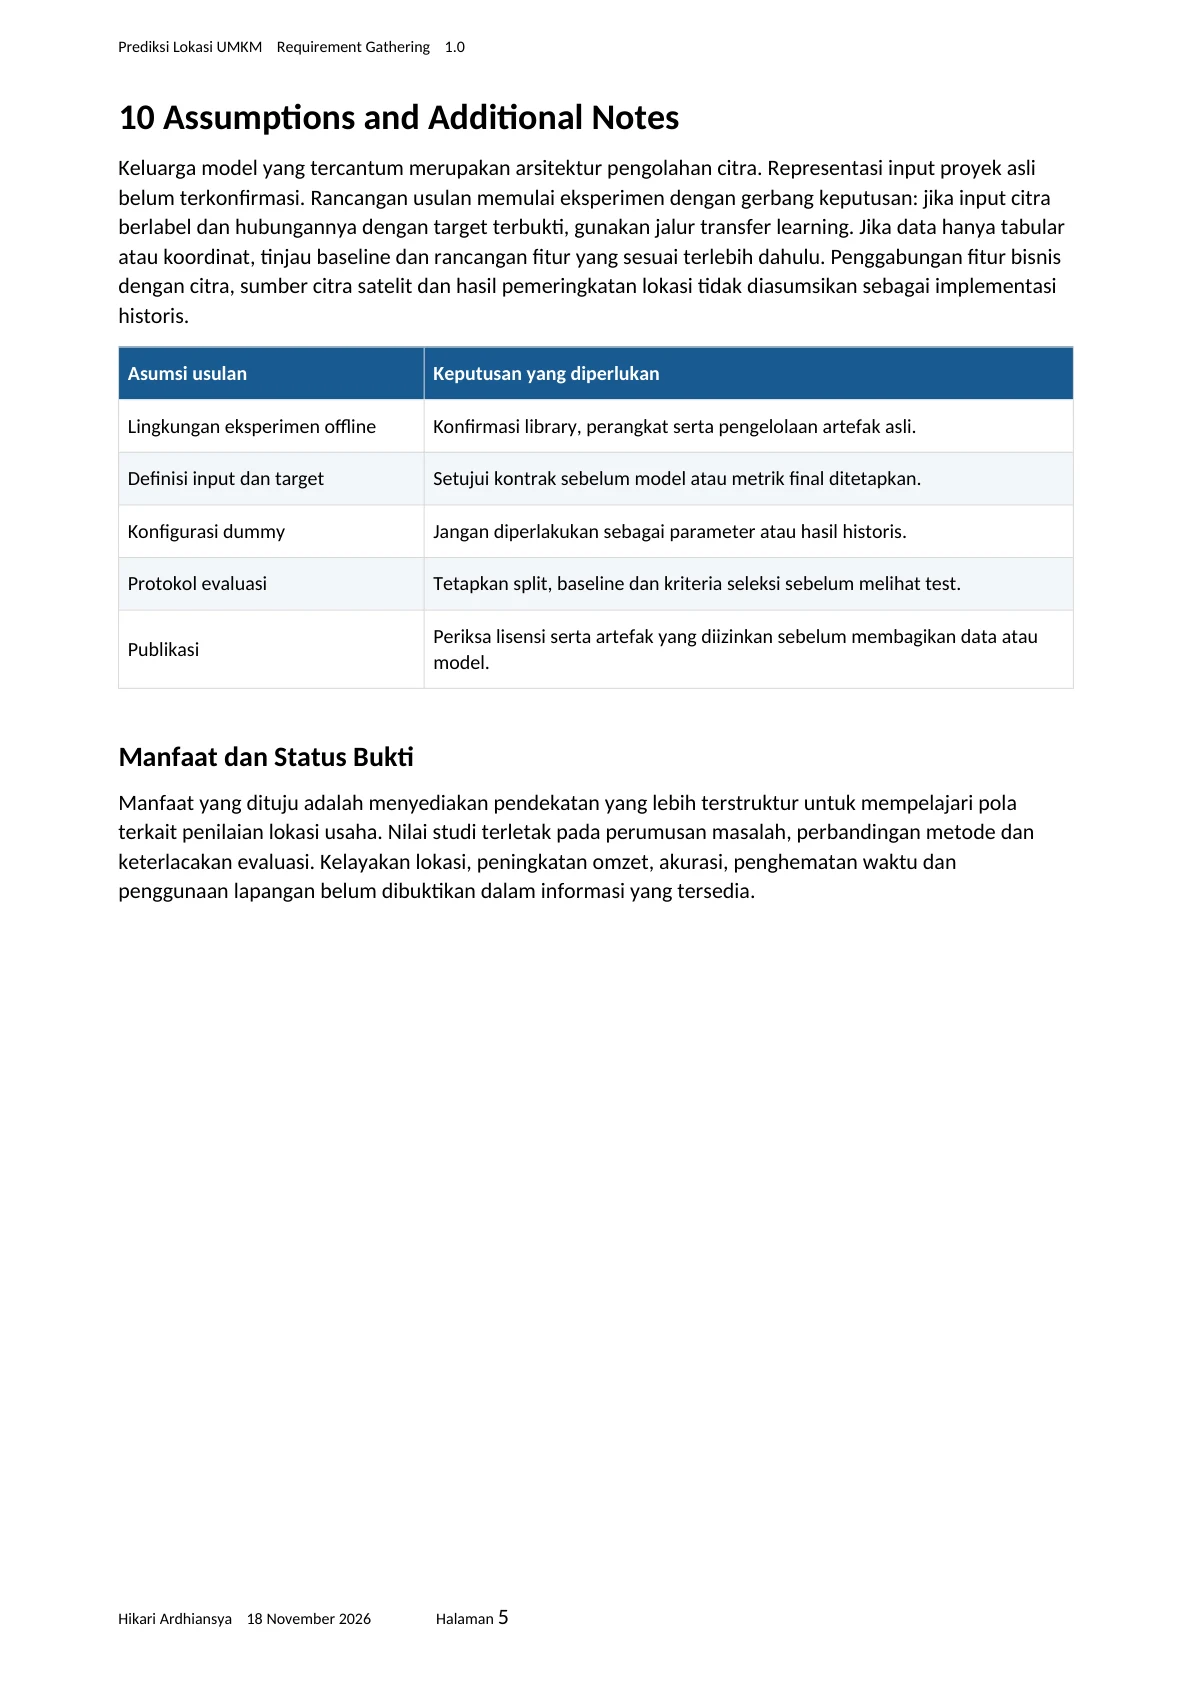 Prediksi Lokasi UMKM Requirement Gathering 1.0
10 Assumptions and Additional Notes
Keluarga model yang tercantum merupakan arsitektur pengolahan citra. Representasi input proyek asli
belum terkonfirmasi. Rancangan usulan memulai eksperimen dengan gerbang keputusan: jika input citra
berlabel dan hubungannya dengan target terbukti, gunakan jalur transfer learning. Jika data hanya tabular
atau koordinat, tinjau baseline dan rancangan fitur yang sesuai terlebih dahulu. Penggabungan fitur bisnis
dengan citra, sumber citra satelit dan hasil pemeringkatan lokasi tidak diasumsikan sebagai implementasi
historis.
Asumsi usulan Keputusan yang diperlukan
Lingkungan eksperimen offline Konfirmasi library, perangkat serta pengelolaan artefak asli.
Definisi input dan target Setujui kontrak sebelum model atau metrik final ditetapkan.
Konfigurasi dummy Jangan diperlakukan sebagai parameter atau hasil historis.
Protokol evaluasi Tetapkan split, baseline dan kriteria seleksi sebelum melihat test.
Publikasi Periksa lisensi serta artefak yang diizinkan sebelum membagikan data atau
model.
Manfaat dan Status Bukti
Manfaat yang dituju adalah menyediakan pendekatan yang lebih terstruktur untuk mempelajari pola
terkait penilaian lokasi usaha. Nilai studi terletak pada perumusan masalah, perbandingan metode dan
keterlacakan evaluasi. Kelayakan lokasi, peningkatan omzet, akurasi, penghematan waktu dan
penggunaan lapangan belum dibuktikan dalam informasi yang tersedia.
Hikari Ardhiansya 18 November 2026 Halaman 5